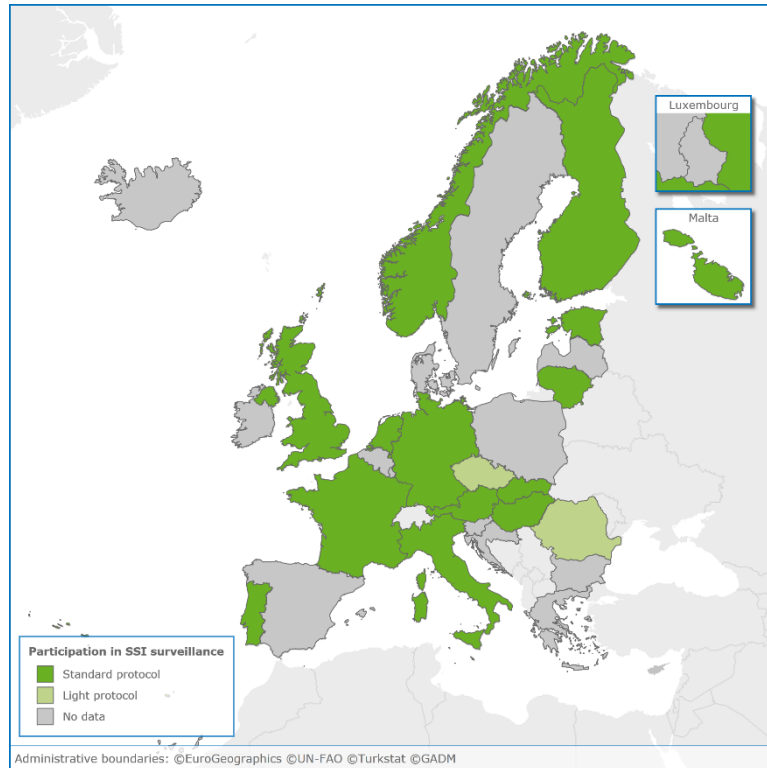 Luxembourg
Malta
Participation in SSI surveillance
Standard protocol
Light protocol
No data
Administrative boundaries: ©EuroGeographics ©UN-FAO ©Turkstat ©GADM